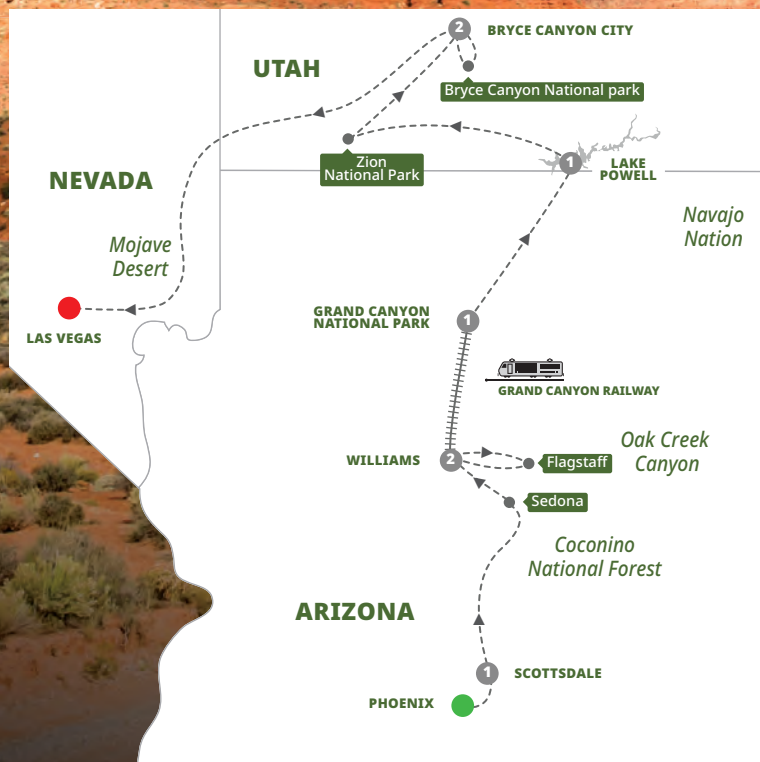 2
BRYCE CANYON CITY
UTAH
Bryce Canyon National park
Zion
National Park
1
LAKE
POWELL
NEVADA
Navajo
Nation
Mojave
Desert
GRAND CANYON
NATIONAL PARK
1
LAS VEGAS
GRAND CANYON RAILWAY
WILLIAMS
2
Flagstaff
Oak Creek
Canyon
Sedona
Coconino
National Forest
ARIZONA
1
SCOTTSDALE
PHOENIX